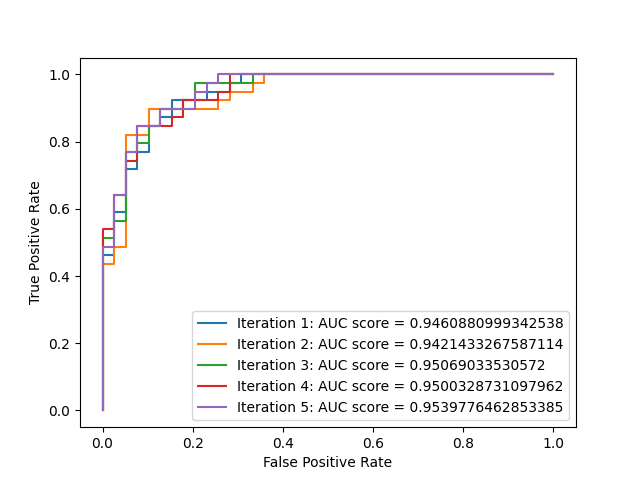 1.0
0.8
0.6
0.4
0.2
0.0
True Positive Rate
Iteration 1: AUC score = 0.9460880999342538
Iteration 2: AUC score = 0.9421433267587114
Iteration 3: AUC score = 0.95069033530572
Iteration 4: AUC score = 0.9500328731097962
Iteration 5: AUC score = 0.9539776462853385
0.0 0.2 0.4 0.6 0.8 1.0
False Positive Rate